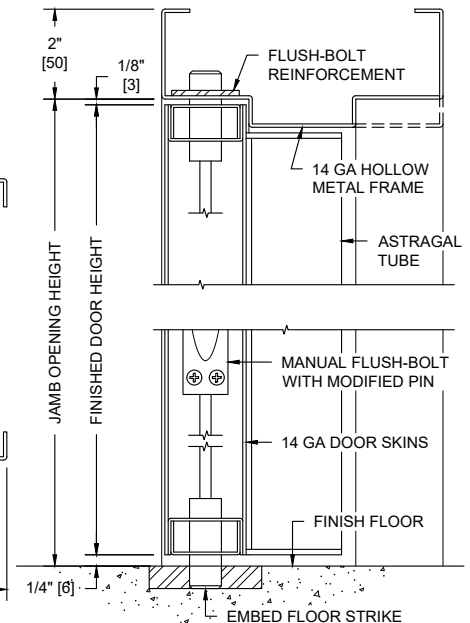 2"
[50]
1/8"
[3]
FLUSH-BOLT
REINFORCEMENT
14 GA HOLLOW
METAL FRAME
ASTRAGAL
TUBE
JAMB OPENING HEIGHT
FINISHED DOOR HEIGHT
MANUAL FLUSH-BOLT
WITH MODIFIED PIN
14 GA DOOR SKINS
FINISH FLOOR
1/4" [6]
EMBED FLOOR STRIKE